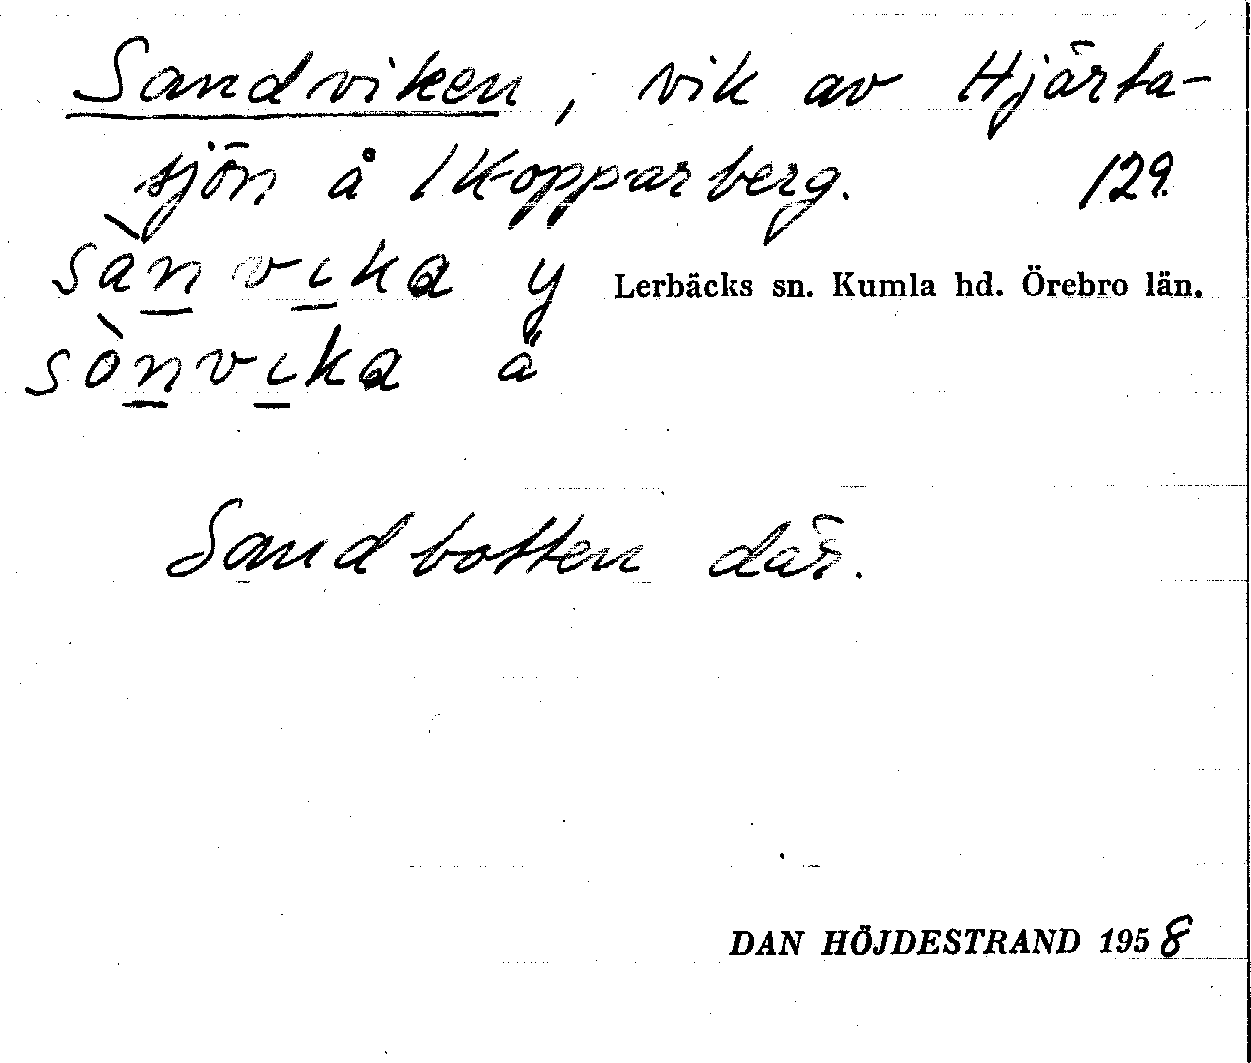 Sandviken, vik av Hjärta-
sjön å 1 Kopparberg. 129.
sànvika y Lerbäcks sn. Kumla hd. Örebro län.
sònvika ä
Sandbotten där.
DAN HÖJDESTRAND 1958